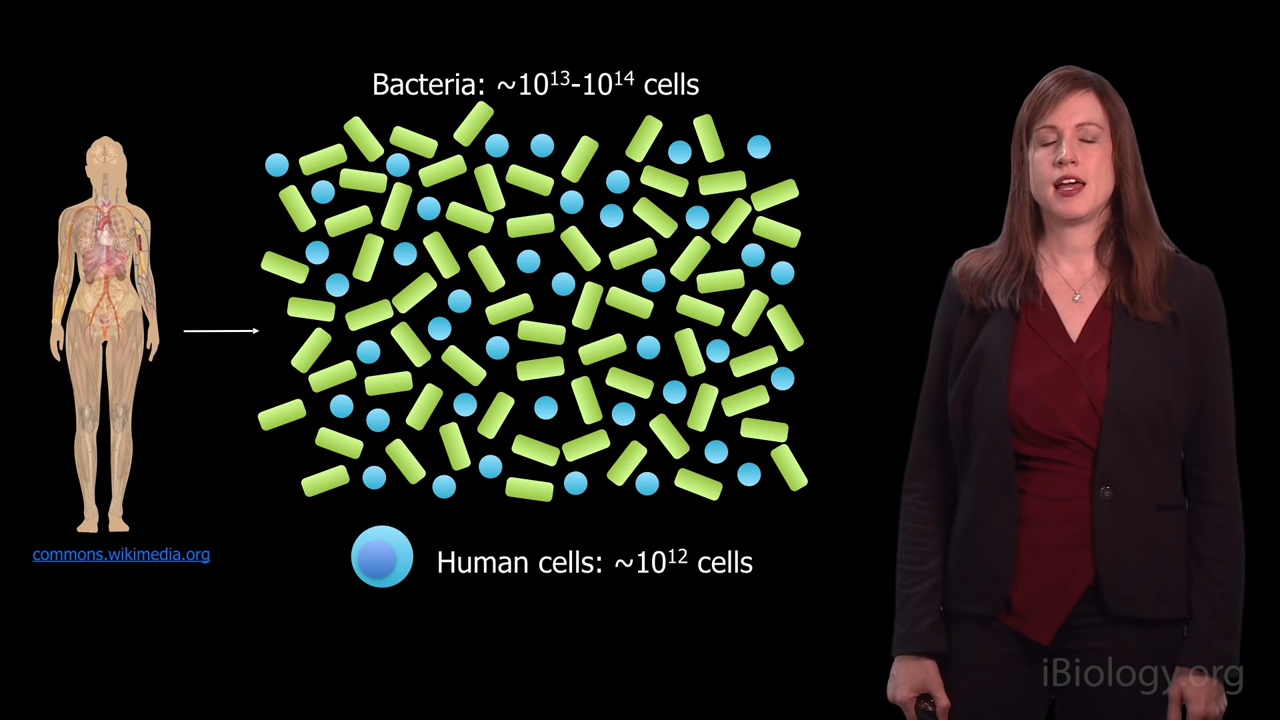 Bacteria: ~10¹³-10¹⁴ cells
commons.wikimedia.org
Human cells: ~10¹² cells
iBiology.org